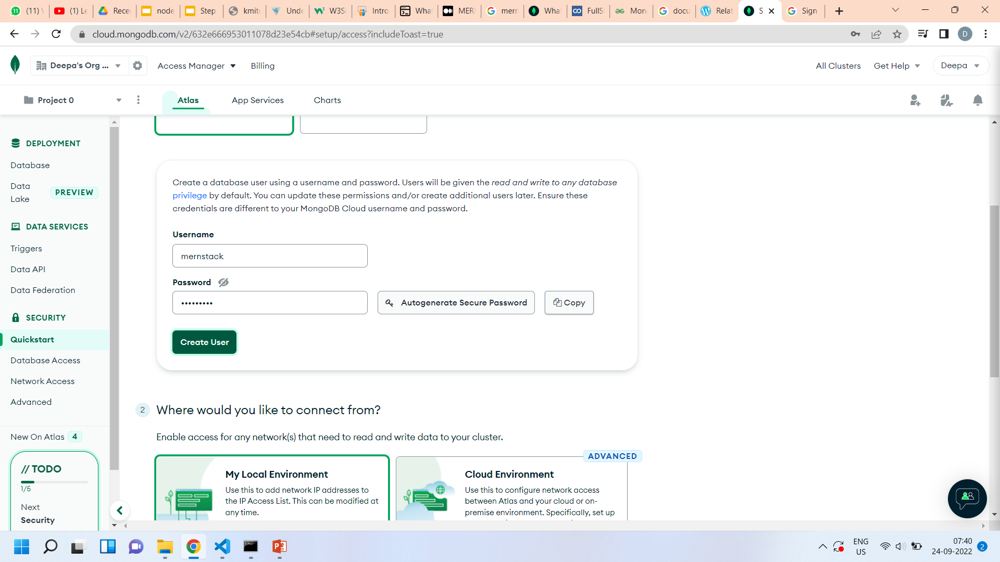 (11) \
(1) Le
Recer
node
Step
kmit
Unde
W3Sc
Intro
What
MERN
mern
What
FullS
Mon
docu
Relat
S
Sign
cloud.mongodb.com/v2/632e666953011078d23e54cb#setup/access?includeToast=true
D
Deepa's Org ...
Access Manager
Billing
All Clusters
Get Help
Deepa
Project 0
Atlas
App Services
Charts
DEPLOYMENT
Database
Data
Lake
PREVIEW
DATA SERVICES
Triggers
Data API
Data Federation
SECURITY
Quickstart
Database Access
Network Access
Advanced
New On Atlas 4
// TODO
1/5
Next
Security
Create a database user using a username and password. Users will be given the read and write to any database
privilege by default. You can update these permissions and/or create additional users later. Ensure these
credentials are different to your MongoDB Cloud username and password.
Username
mernstack
Password
•••••••••
Autogenerate Secure Password
Copy
Create User
2 Where would you like to connect from?
Enable access for any network(s) that need to read and write data to your cluster.
My Local Environment
Use this to add network IP addresses to
the IP Access List. This can be modified at
any time.
ADVANCED
Cloud Environment
Use this to configure network access
between Atlas and your cloud or on-
premise environment. Specifically, set up
ENG
US
07:40
24-09-2022
2